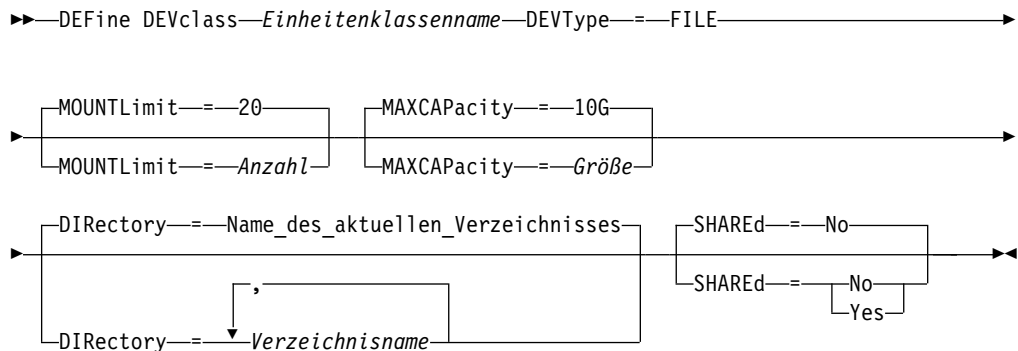 DEFine DEVclass Einheitenklassenname DEVType = FILE
MOUNTLimit = 20 MAXCAPacity = 10G
MOUNTLimit = Anzahl MAXCAPacity = Größe
DIRectory = Name_des_aktuellen_Verzeichnisses SHAREd = No
, SHAREd = No
Yes
DIRectory = Verzeichnisname